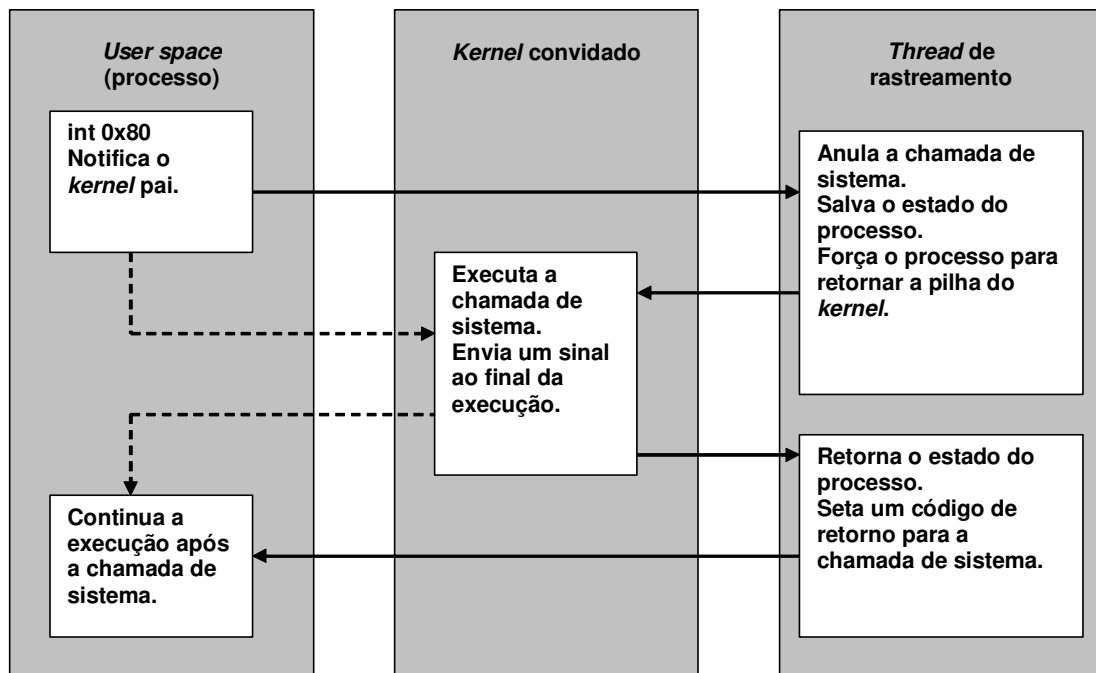 User space
(processo)
Kernel convidado
Thread de
rastreamento
int 0x80
Notifica o
kernel pai.
Anula a chamada de
sistema.
Salva o estado do
processo.
Força o processo para
retornar a pilha do
kernel.
Executa a
chamada de
sistema.
Envia um sinal
ao final da
execução.
Retorna o estado do
processo.
Seta um código de
retorno para a
chamada de sistema.
Continua a
execução após
a chamada de
sistema.